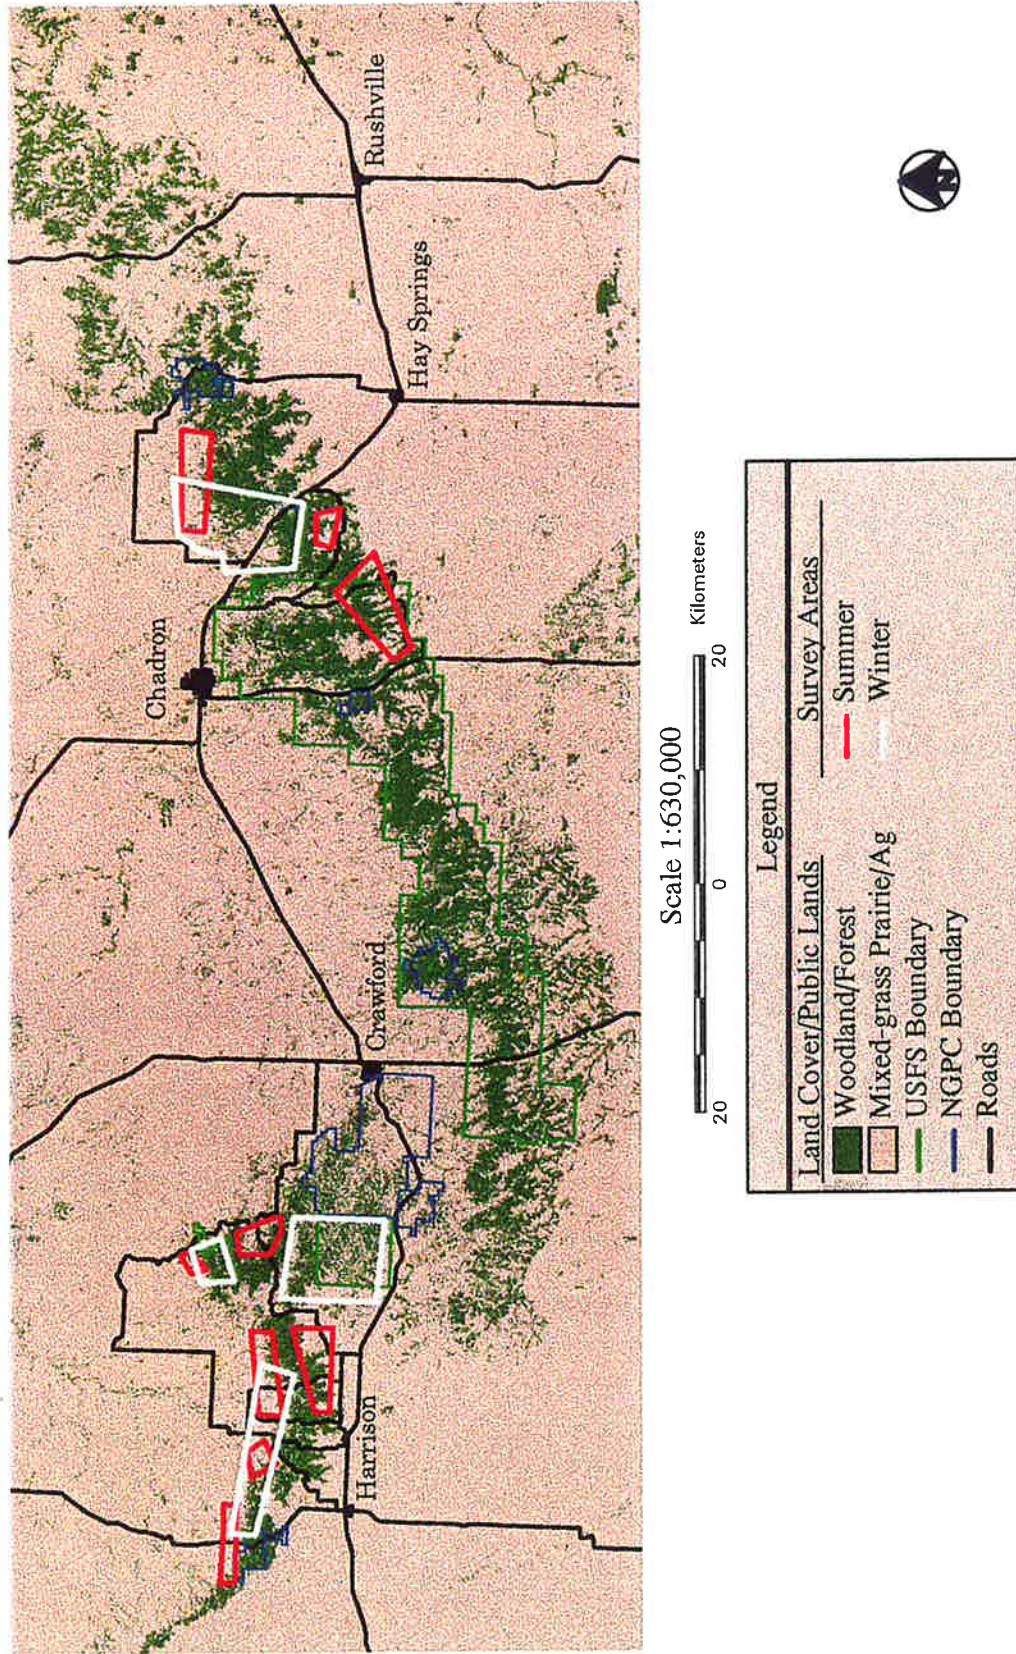 Harrison
Crawford
Chadron
Hay Springs
Rushville
Scale 1:630,000
20 0 20 Kilometers
Legend
Land Cover/Public Lands Survey Areas
Woodland/Forest Summer
Mixed-grass Prairie/Ag Winter
USFS Boundary
NGPC Boundary
Roads
N